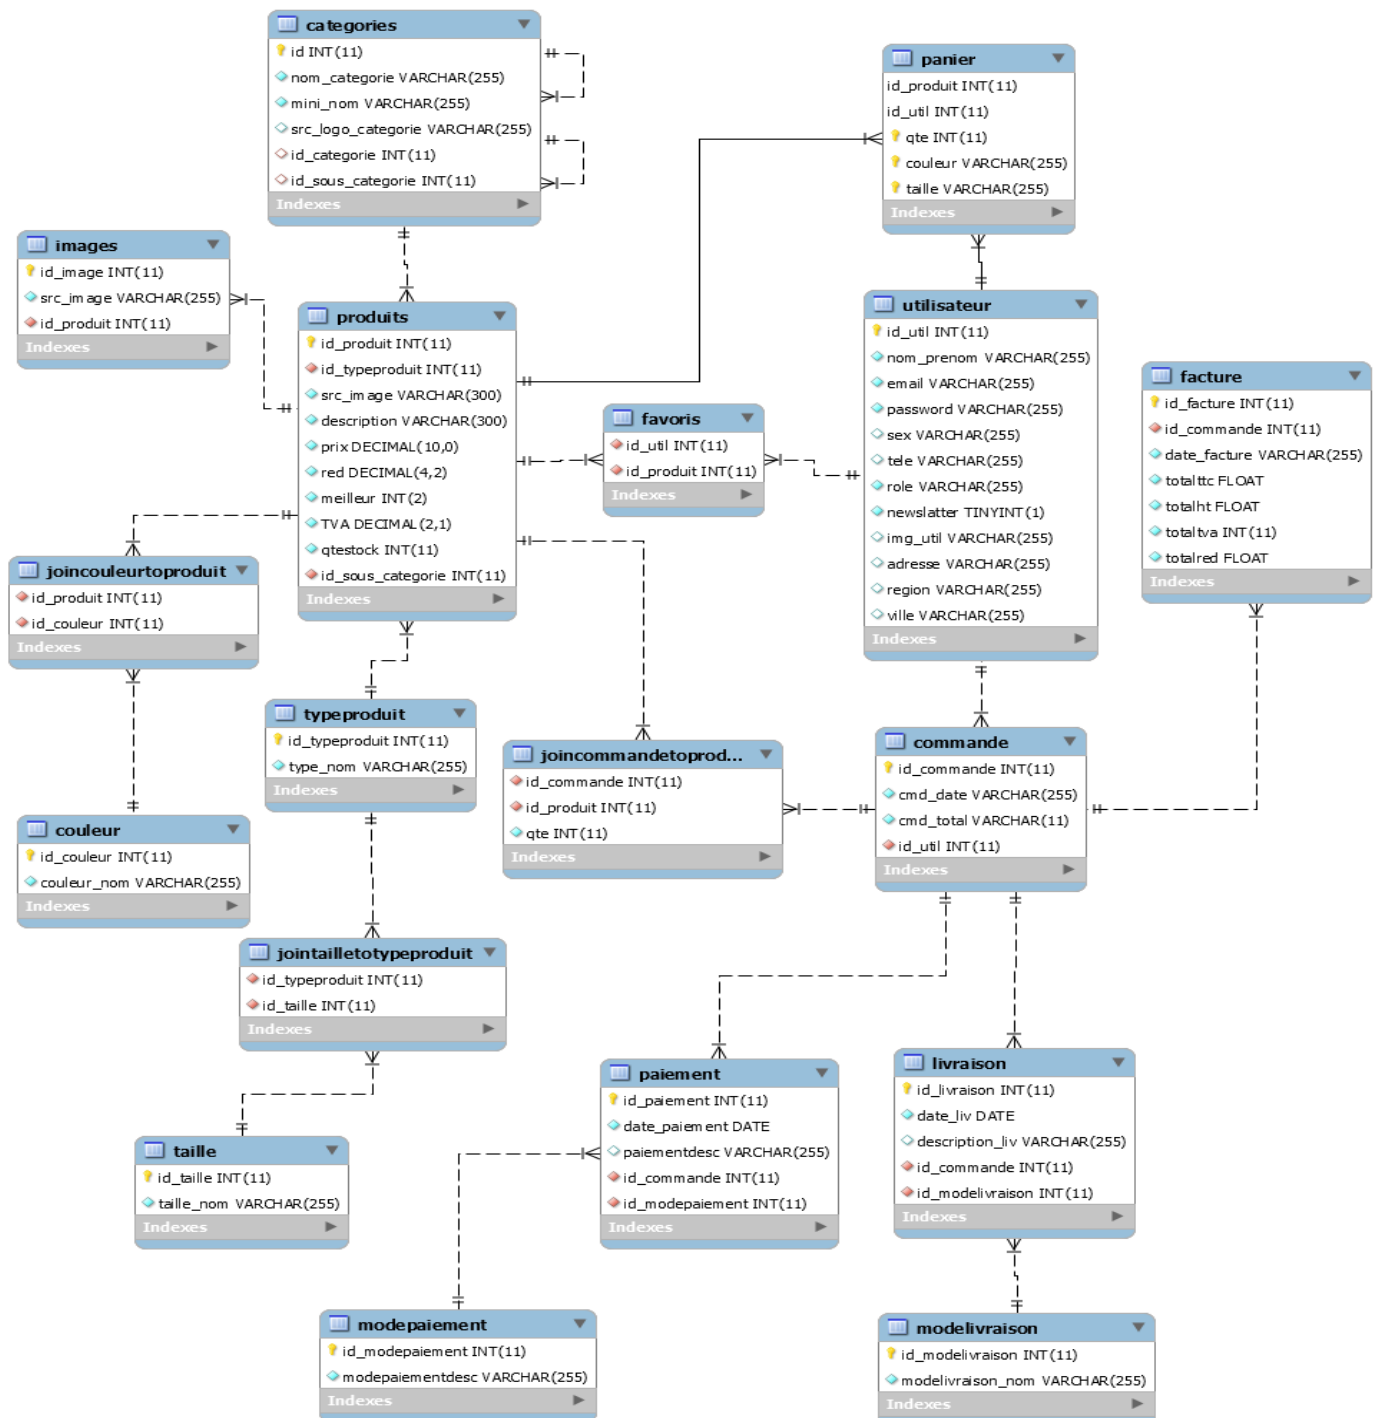 categories
id INT(11)
nom_categorie VARCHAR(255)
mini_nom VARCHAR(255)
src_logo_categorie VARCHAR(255)
id_categorie INT(11)
id_sous_categorie INT(11)
Indexes
panier
id_produit INT(11)
id_util INT(11)
qte INT(11)
couleur VARCHAR(255)
taille VARCHAR(255)
Indexes
images
id_image INT(11)
src_image VARCHAR(255)
id_produit INT(11)
Indexes
produits
id_produit INT(11)
id_typeproduit INT(11)
src_image VARCHAR(300)
description VARCHAR(300)
prix DECIMAL(10,0)
red DECIMAL(4,2)
meilleur INT(2)
TVA DECIMAL(2,1)
qtestock INT(11)
id_sous_categorie INT(11)
Indexes
utilisateur
id_util INT(11)
nom_prenom VARCHAR(255)
email VARCHAR(255)
password VARCHAR(255)
sex VARCHAR(255)
tele VARCHAR(255)
role VARCHAR(255)
newslatter TINYINT(1)
img_util VARCHAR(255)
adresse VARCHAR(255)
region VARCHAR(255)
ville VARCHAR(255)
Indexes
facture
id_facture INT(11)
id_commande INT(11)
date_facture VARCHAR(255)
totalttc FLOAT
totalht FLOAT
totaltva INT(11)
totalred FLOAT
Indexes
favoris
id_util INT(11)
id_produit INT(11)
Indexes
joincouleurtoproduit
id_produit INT(11)
id_couleur INT(11)
Indexes
typeproduit
id_typeproduit INT(11)
type_nom VARCHAR(255)
Indexes
joincommandetoprod...
id_commande INT(11)
id_produit INT(11)
qte INT(11)
Indexes
commande
id_commande INT(11)
cmd_date VARCHAR(255)
cmd_total VARCHAR(11)
id_util INT(11)
Indexes
couleur
id_couleur INT(11)
couleur_nom VARCHAR(255)
Indexes
jointailletotypeproduit
id_typeproduit INT(11)
id_taille INT(11)
Indexes
paiement
id_paiement INT(11)
date_paiement DATE
paiementdesc VARCHAR(255)
id_commande INT(11)
id_modepaiement INT(11)
Indexes
livraison
id_livraison INT(11)
date_liv DATE
description_liv VARCHAR(255)
id_commande INT(11)
id_modelivraison INT(11)
Indexes
taille
id_taille INT(11)
taille_nom VARCHAR(255)
Indexes
modepaiement
id_modepaiement INT(11)
modepaiementdesc VARCHAR(255)
Indexes
modelivraison
id_modelivraison INT(11)
modelivraison_nom VARCHAR(255)
Indexes